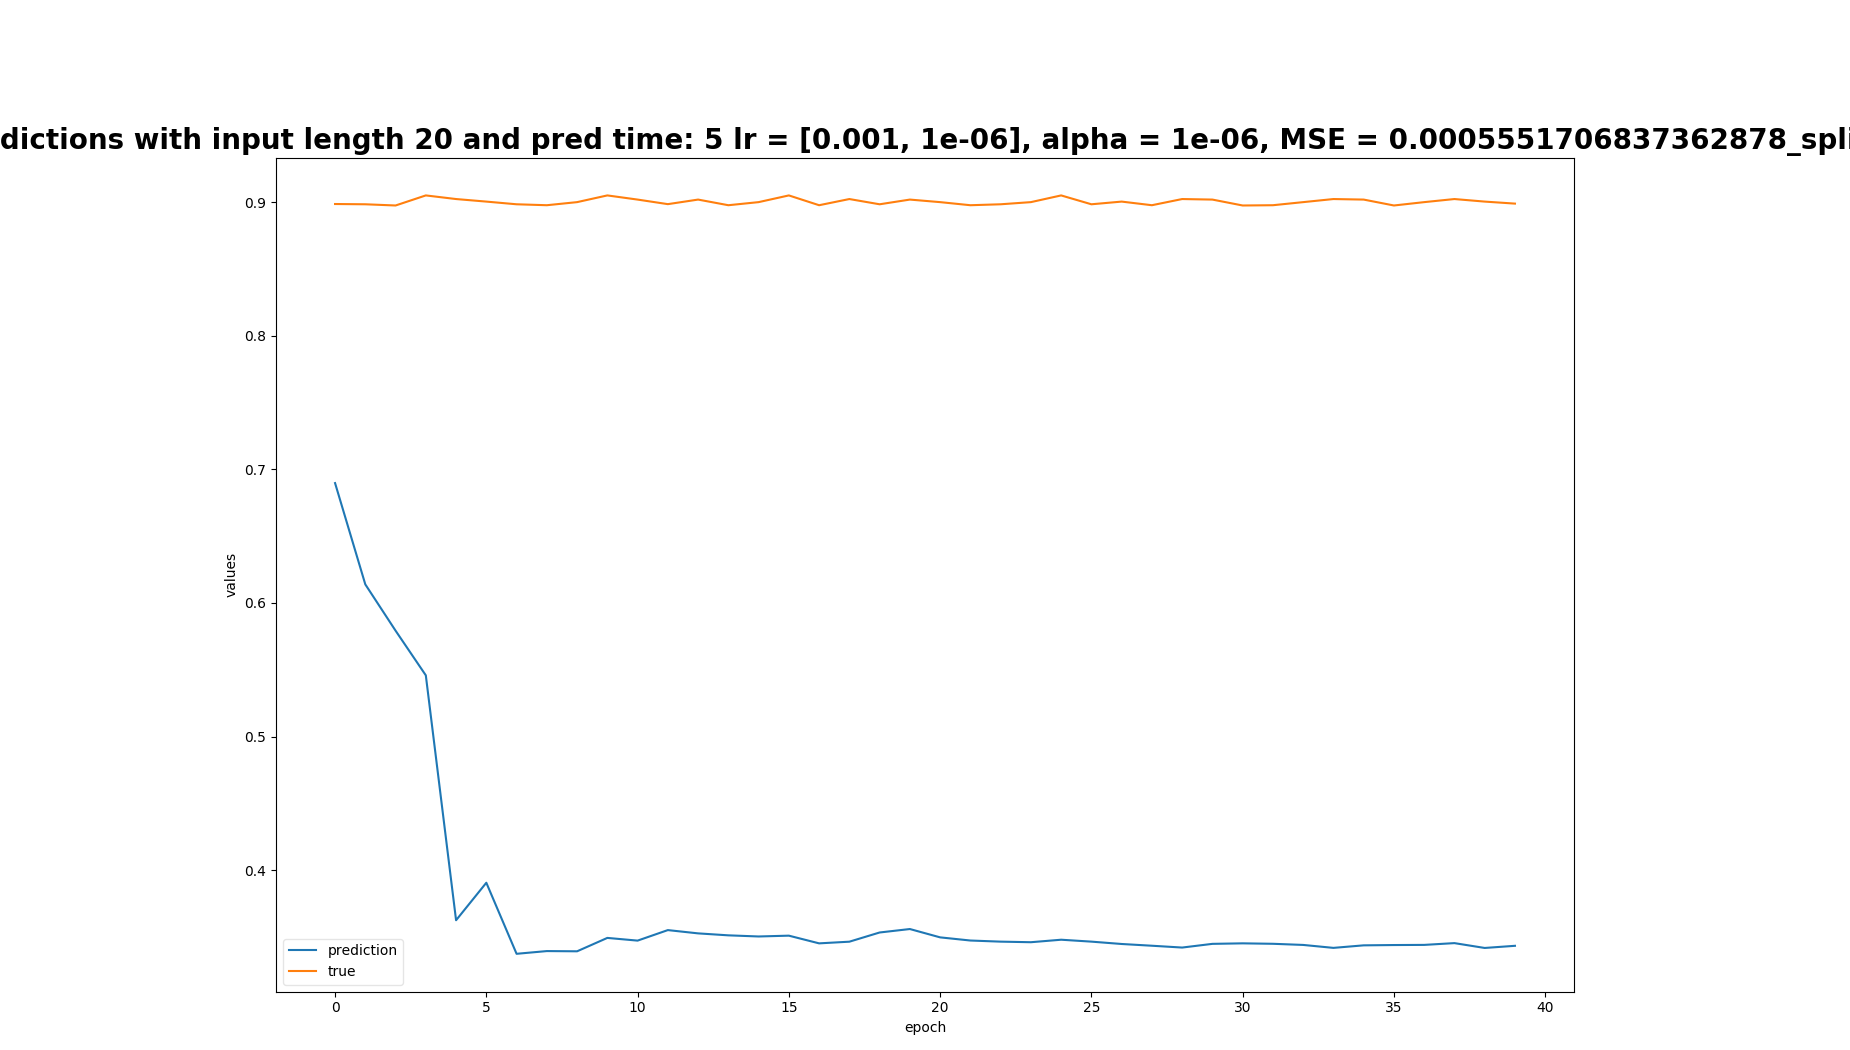 dictions with input length 20 and pred time: 5 lr = [0.001, 1e-06], alpha = 1e-06, MSE = 0.0005551706837362878_spli
0.9
0.8
0.7
0.6
0.5
0.4
values
prediction
true
0 5 10 15 20 25 30 35 40
epoch